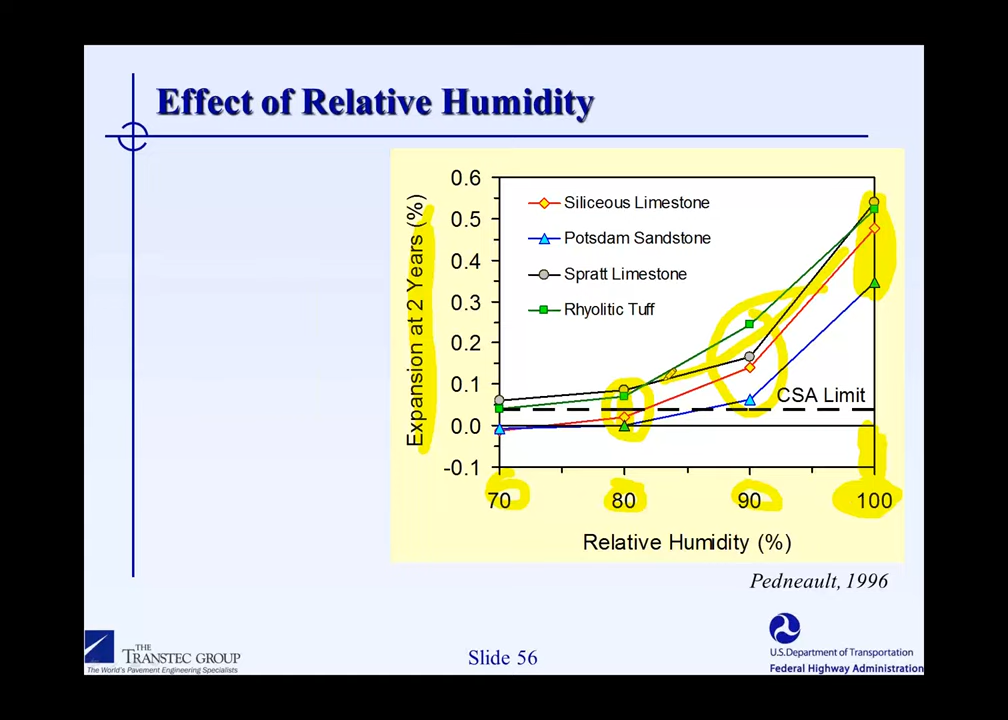 Effect of Relative Humidity
0.6
0.5
0.4
0.3
0.2
0.1
0.0
-0.1
Expansion at 2 Years (%)
Siliceous Limestone
Potsdam Sandstone
Spratt Limestone
Rhyolitic Tuff
CSA Limit
70 80 90 100
Relative Humidity (%)
Pedneault, 1996
THE
TRANSTEC GROUP
The World's Pavement Engineering Specialists
Slide 56
U.S.Department of Transportation
Federal Highway Administration